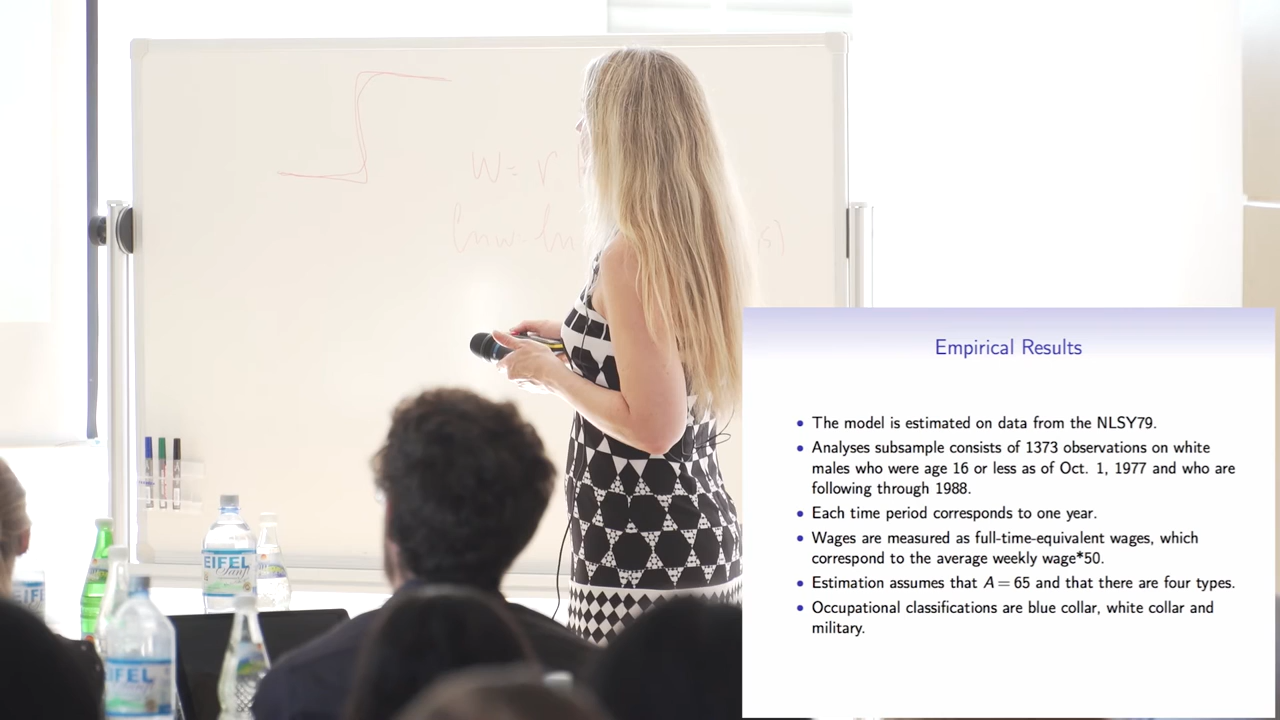 W = r
ln w = ln
s)
Empirical Results
• The model is estimated on data from the NLSY79.
• Analyses subsample consists of 1373 observations on white
males who were age 16 or less as of Oct. 1, 1977 and who are
following through 1988.
• Each time period corresponds to one year.
• Wages are measured as full-time-equivalent wages, which
correspond to the average weekly wage*50.
• Estimation assumes that A = 65 and that there are four types.
• Occupational classifications are blue collar, white collar and
military.
EIFEL
EIFEL